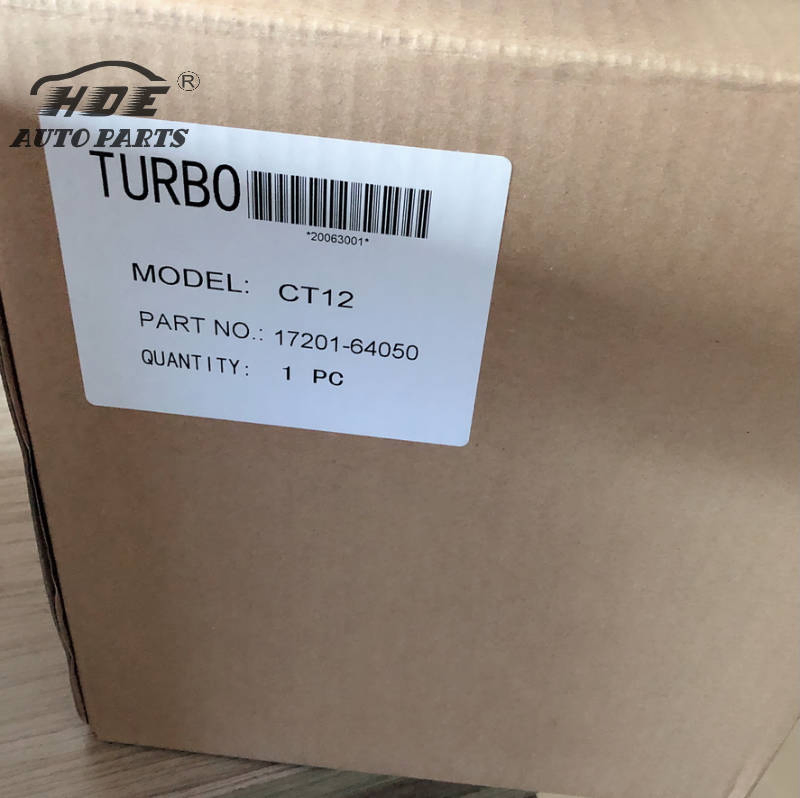 HDE®
AUTO PARTS
TURBO
*20063001*
MODEL: CT12
PART NO.: 17201-64050
QUANTITY: 1 PC